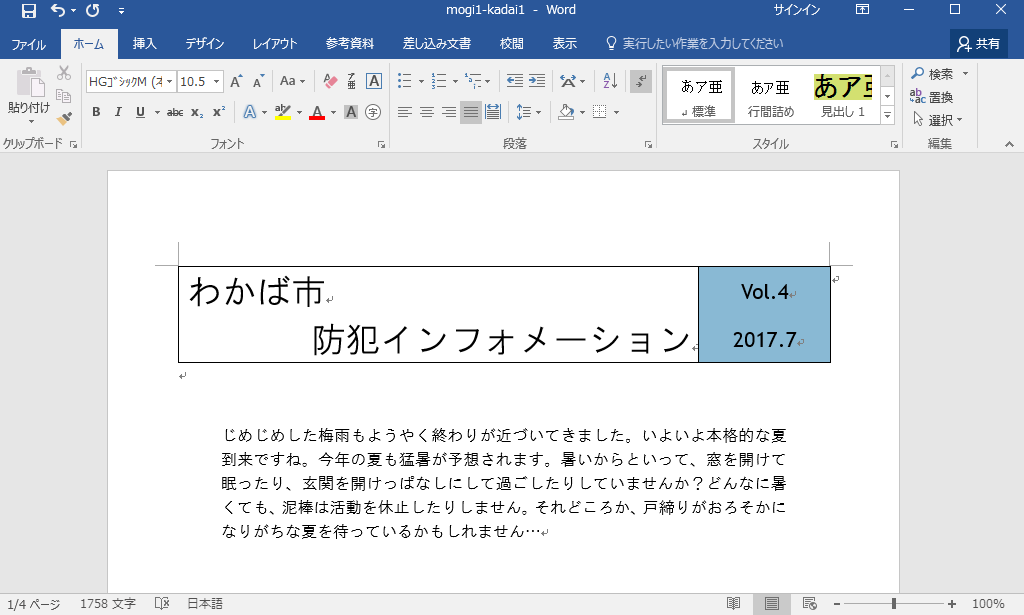 mogi1-kadai1 - Word
サインイン
ファイル ホーム 挿入 デザイン レイアウト 参考資料 差し込み文書 校閲 表示 実行したい作業を入力してください 共有
HGｺﾞｼｯｸM (ｵ 10.5 Aa
貼り付け
B I U abc x₂ x² A A A 字
あア亜 あア亜 あア亜
標準 行間詰め 見出し 1
検索
置換
選択
クリップボード フォント 段落 スタイル 編集
わかば市
防犯インフォメーション
Vol.4
2017.7
じめじめした梅雨もようやく終わりが近づいてきました。いよいよ本格的な夏
到来ですね。今年の夏も猛暑が予想されます。暑いからといって、窓を開けて
眠ったり、玄関を開けっぱなしにして過ごしたりしていませんか？どんなに暑
くても、泥棒は活動を休止したりしません。それどころか、戸締りがおろそかに
なりがちな夏を待っているかもしれません…
1/4 ページ 1758 文字 日本語 100%